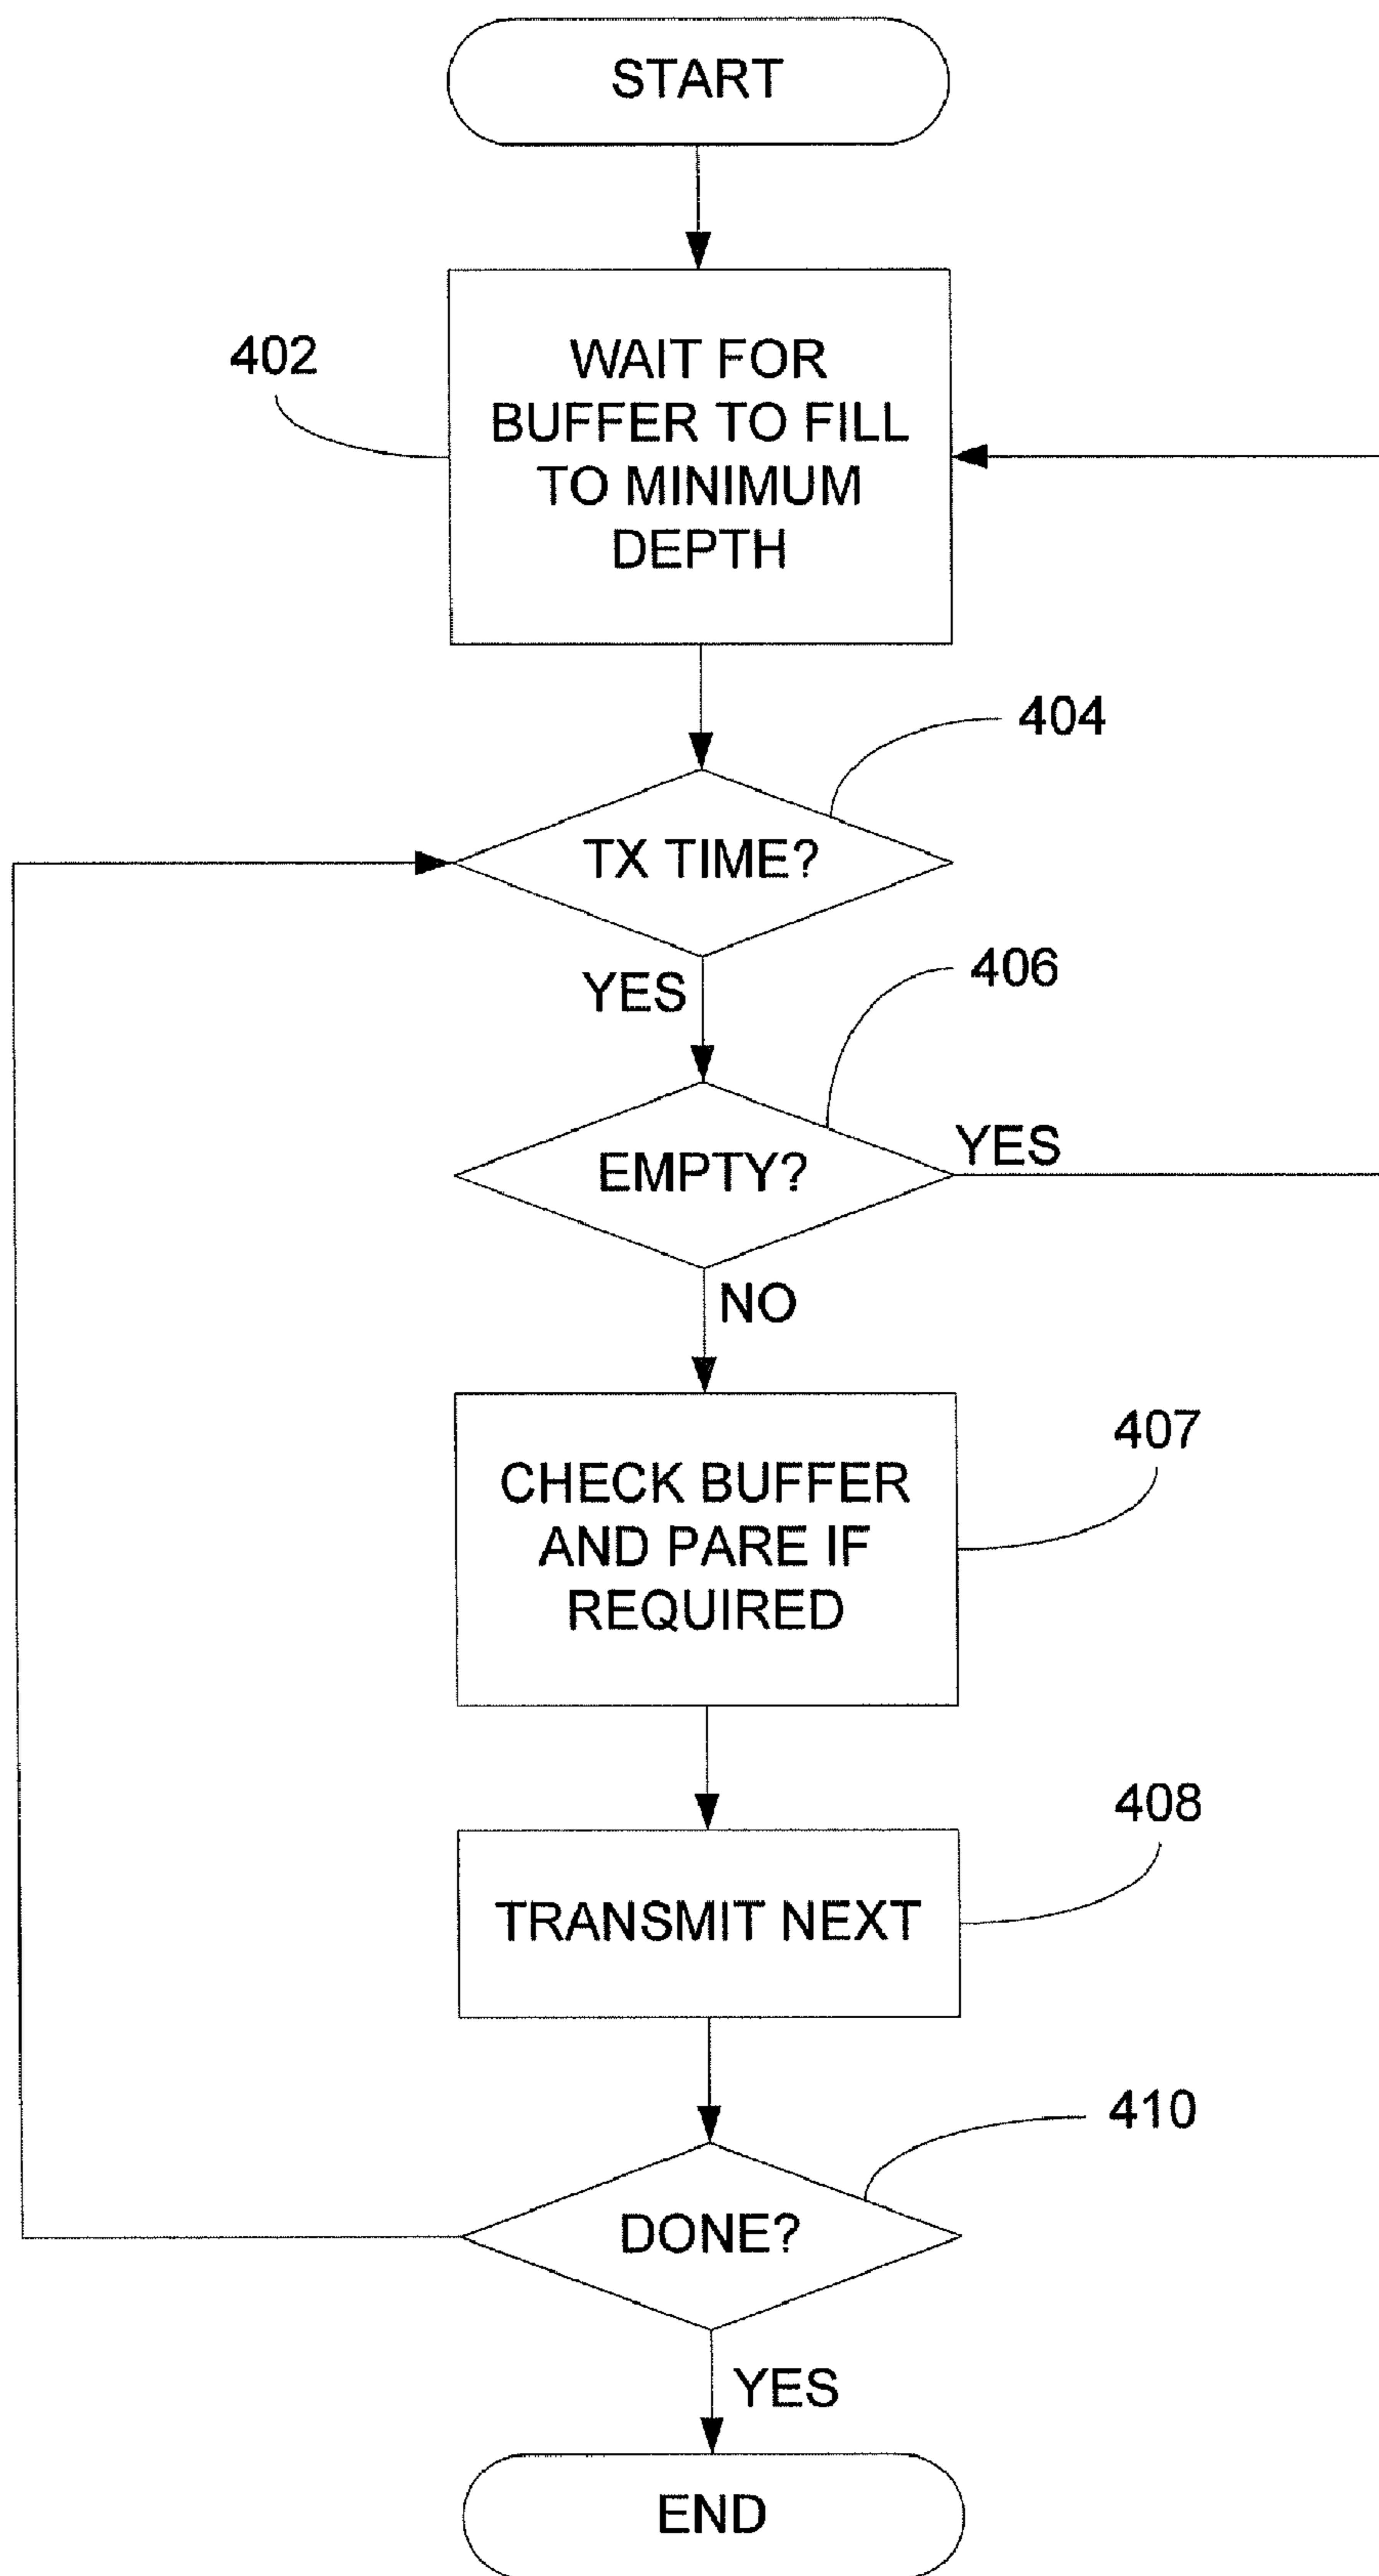 START
402
WAIT FOR
BUFFER TO FILL
TO MINIMUM
DEPTH
404
TX TIME?
YES
406
EMPTY?
YES
NO
407
CHECK BUFFER
AND PARE IF
REQUIRED
408
TRANSMIT NEXT
410
DONE?
YES
END